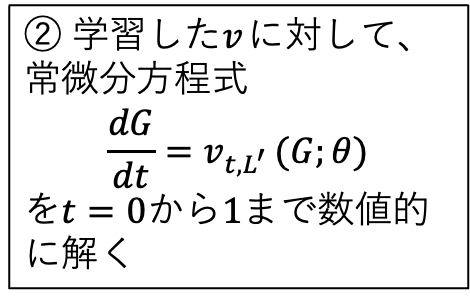 ② 学習した𝒗に対して、
常微分方程式
dG/dt = v_{t,L′} (G; θ)
をt = 0から1まで数値的
に解く